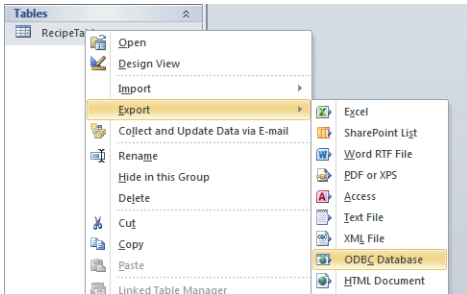 Tables
RecipeTa
Open
Design View
Import
Export
Collect and Update Data via E-mail
Rename
Hide in this Group
Delete
Cut
Copy
Paste
Linked Table Manager
Excel
SharePoint List
Word RTF File
PDF or XPS
Access
Text File
XML File
ODBC Database
HTML Document